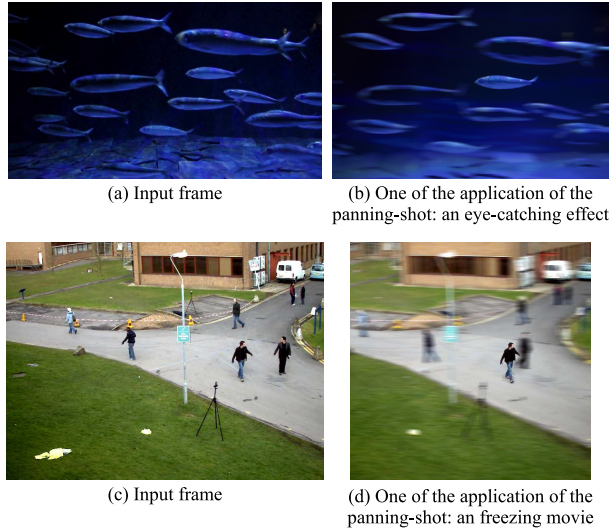 (a) Input frame
(b) One of the application of the
panning-shot: an eye-catching effect
(c) Input frame
(d) One of the application of the
panning-shot: an freezing movie